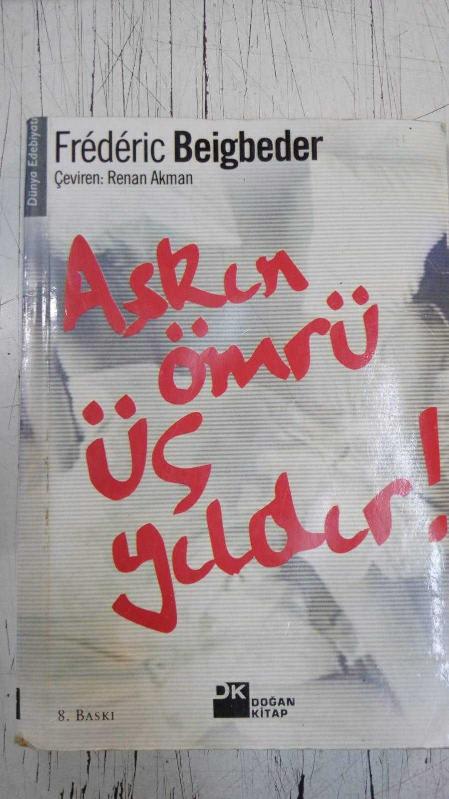 Dünya Edebiyatı
Frédéric Beigbeder
Çeviren: Renan Akman
Aşkın
ömrü
üç
yıldır!
8. BASKI
DK
DOĞAN
KİTAP